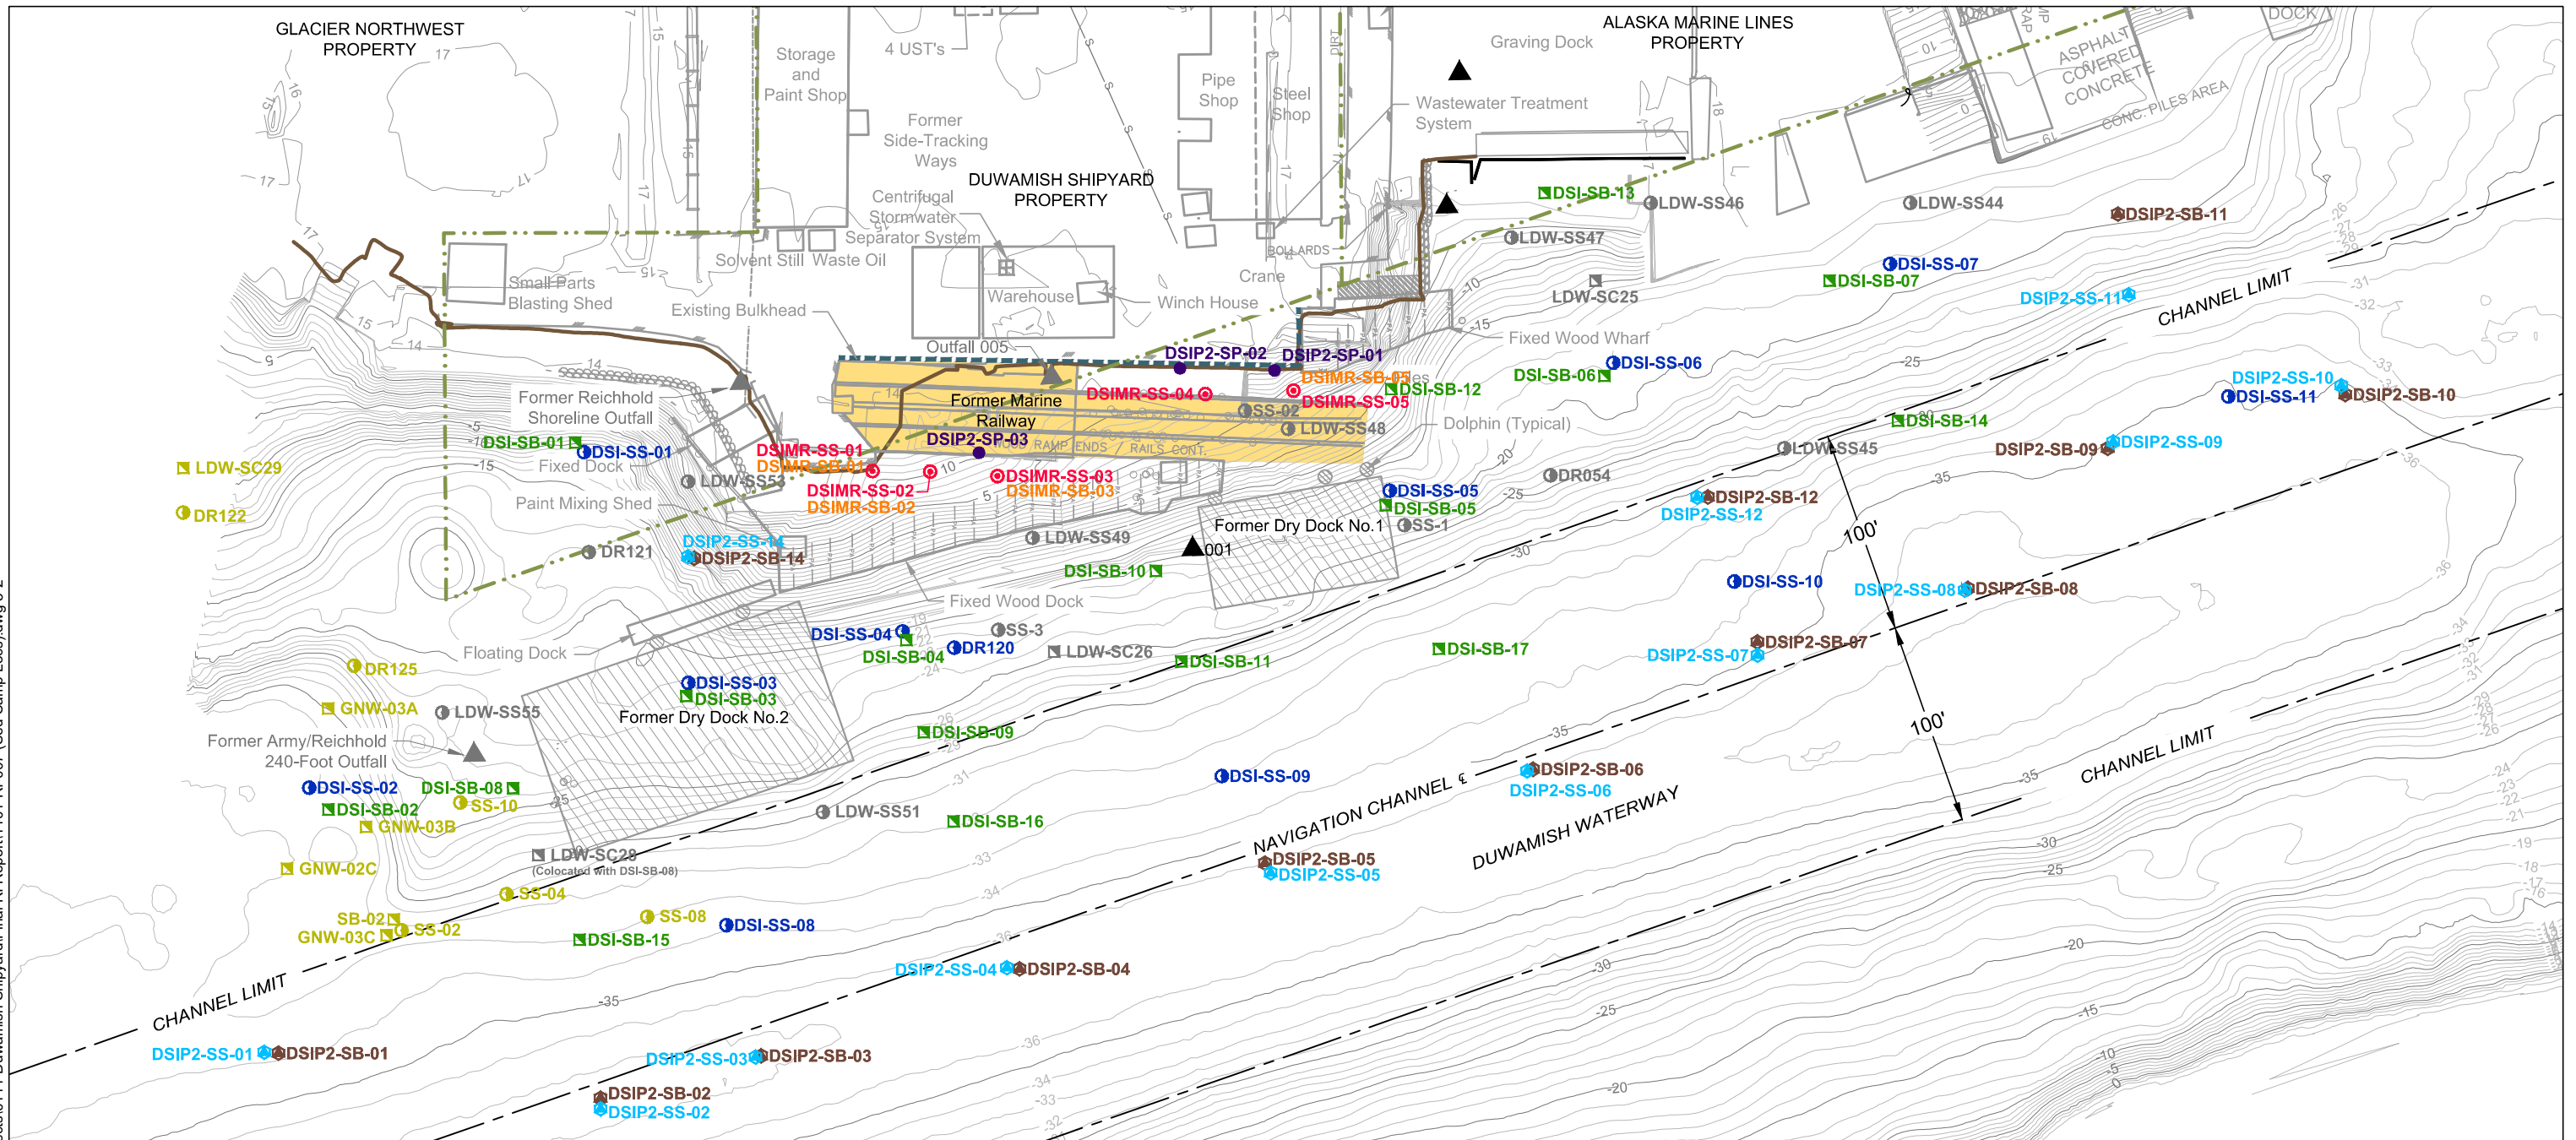 GLACIER NORTHWEST
PROPERTY
ALASKA MARINE LINES
PROPERTY
DUWAMISH SHIPYARD
PROPERTY
Storage
and
Paint Shop
4 UST's
Former
Side-Tracking
Ways
Centrifugal
Stormwater
Separator System
Pipe
Shop
Steel
Shop
DIRT
Graving Dock
Wastewater Treatment
System
ASPHALT
COVERED
CONCRETE
CONC. PILES AREA
DOCK
Small Parts
Blasting Shed
Solvent Still
Waste Oil
Warehouse
Winch House
Crane
BOLLARDS
Existing Bulkhead
Outfall 005
Fixed Wood Wharf
Former Reichhold
Shoreline Outfall
Fixed Dock
Paint Mixing Shed
Former Marine
Railway
WOOD RAMP ENDS / RAILS CONT.
Dolphin (Typical)
Former Dry Dock No.1
001
Fixed Wood Dock
Floating Dock
Former Dry Dock No.2
Former Army/Reichhold
240-Foot Outfall
DSI-SB-13
LDW-SS46
LDW-SS44
DSIP2-SB-11
LDW-SS47
LDW-SC25
DSI-SS-07
DSI-SB-07
DSIP2-SS-11
CHANNEL LIMIT
DSIP2-SP-02
DSIP2-SP-01
DSIMR-SS-04
DSIMR-SB-05
DSIMR-SS-05
DSI-SB-12
DSI-SS-06
DSI-SB-06
SS-02
LDW-SS48
DSIP2-SP-03
DSIP2-SS-10
DSIP2-SB-10
DSI-SS-11
DSI-SB-14
LDW-SS45
DSIP2-SS-09
DSIP2-SB-09
DR054
DSI-SB-01
DSI-SS-01
LDW-SC29
DR122
LDW-SS53
DSIMR-SS-01
DSIMR-SB-01
DSIMR-SS-02
DSIMR-SB-02
DSIMR-SS-03
DSIMR-SB-03
DSI-SS-05
DSI-SB-05
SS-1
DSIP2-SB-12
DSIP2-SS-12
100'
DR121
DSIP2-SS-14
DSIP2-SB-14
LDW-SS49
DSI-SB-10
DSI-SS-10
DSIP2-SS-08
DSIP2-SB-08
DSI-SS-04
DSI-SB-04
SS-3
DR120
LDW-SC26
DSI-SB-11
DSI-SB-17
DSIP2-SB-07
DSIP2-SS-07
DR125
DSI-SS-03
DSI-SB-03
GNW-03A
LDW-SS55
DSI-SB-09
100'
CHANNEL LIMIT
DSI-SS-02
DSI-SB-02
DSI-SB-08
SS-10
GNW-03B
LDW-SS51
DSI-SB-16
DSI-SS-09
DSIP2-SB-06
DSIP2-SS-06
NAVIGATION CHANNEL ℄
DUWAMISH WATERWAY
GNW-02C
LDW-SC28
(Colocated with DSI-SB-08)
DSIP2-SB-05
DSIP2-SS-05
SS-04
SB-02
SS-02
GNW-03C
SS-08
DSI-SB-15
DSI-SS-08
DSIP2-SS-04
DSIP2-SB-04
CHANNEL LIMIT
DSIP2-SS-01
DSIP2-SB-01
DSIP2-SS-03
DSIP2-SB-03
DSIP2-SB-02
DSIP2-SS-02